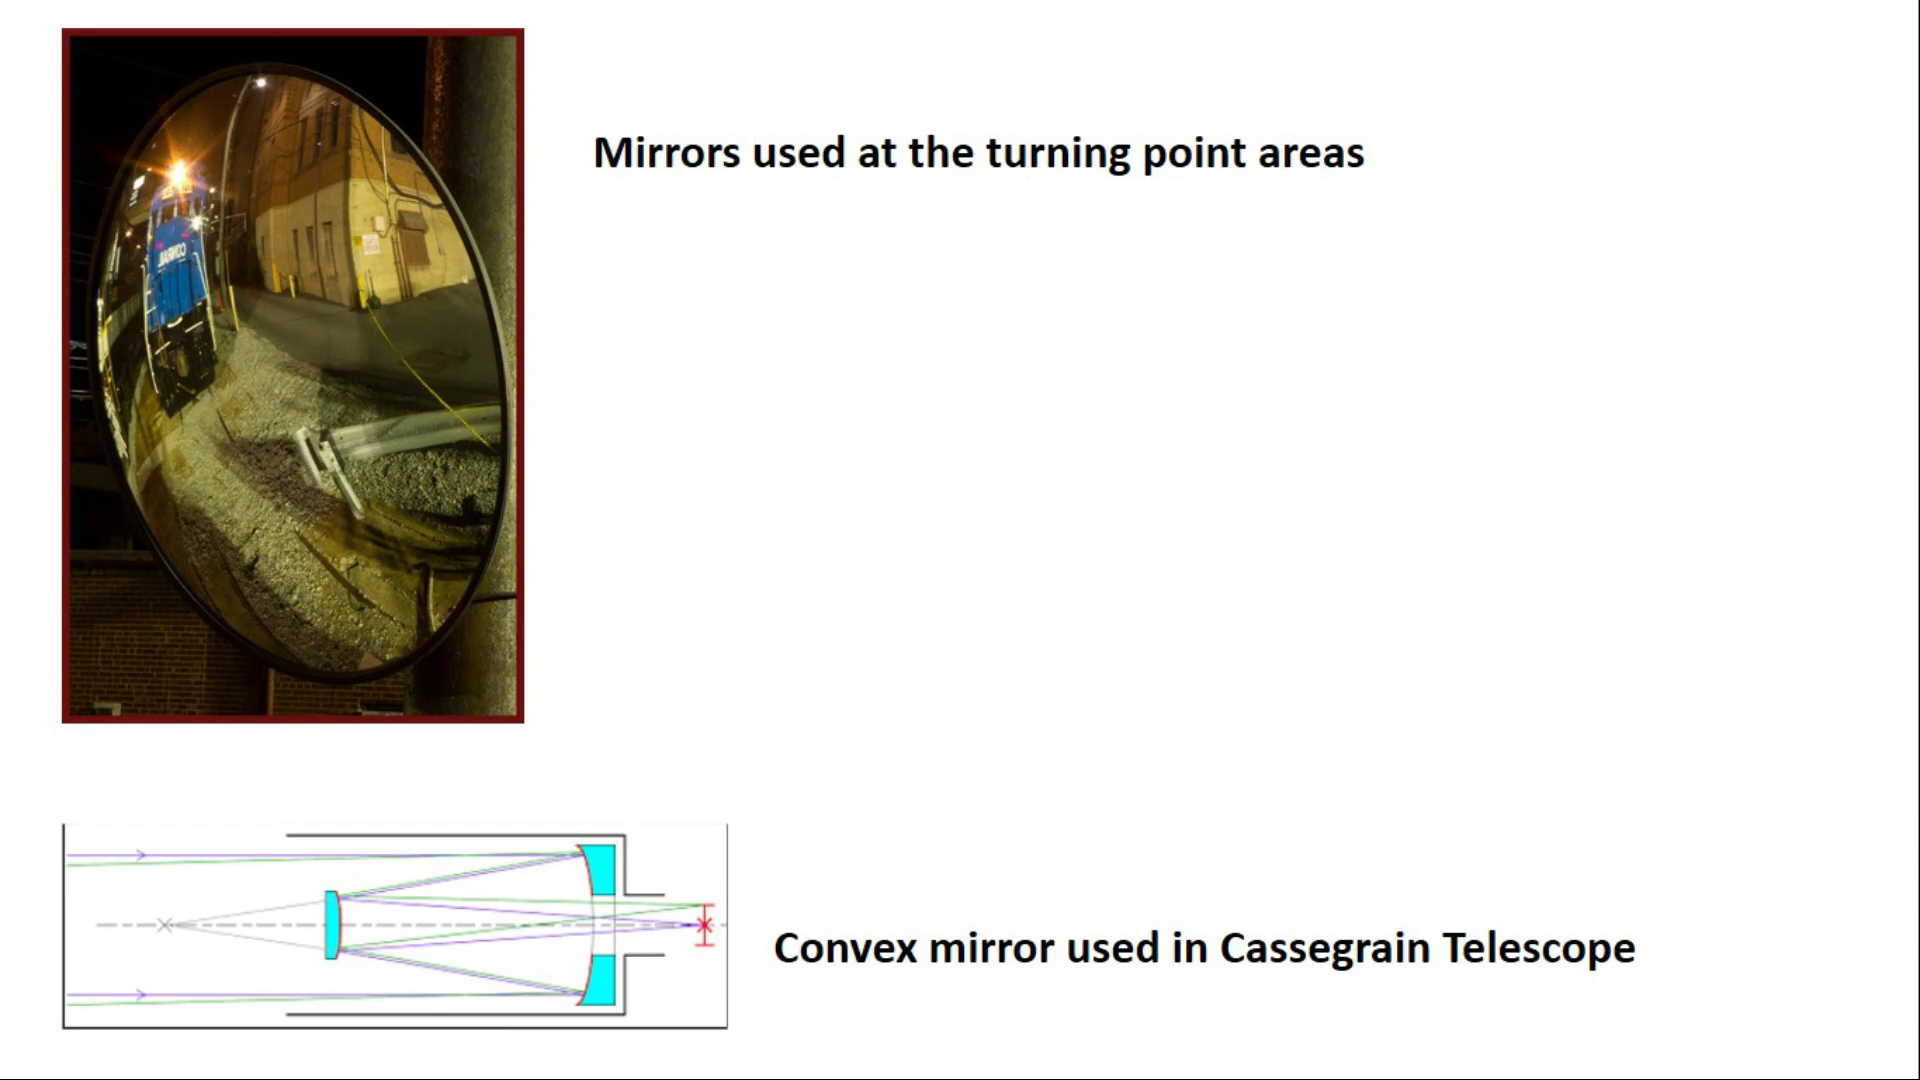 Mirrors used at the turning point areas
Convex mirror used in Cassegrain Telescope